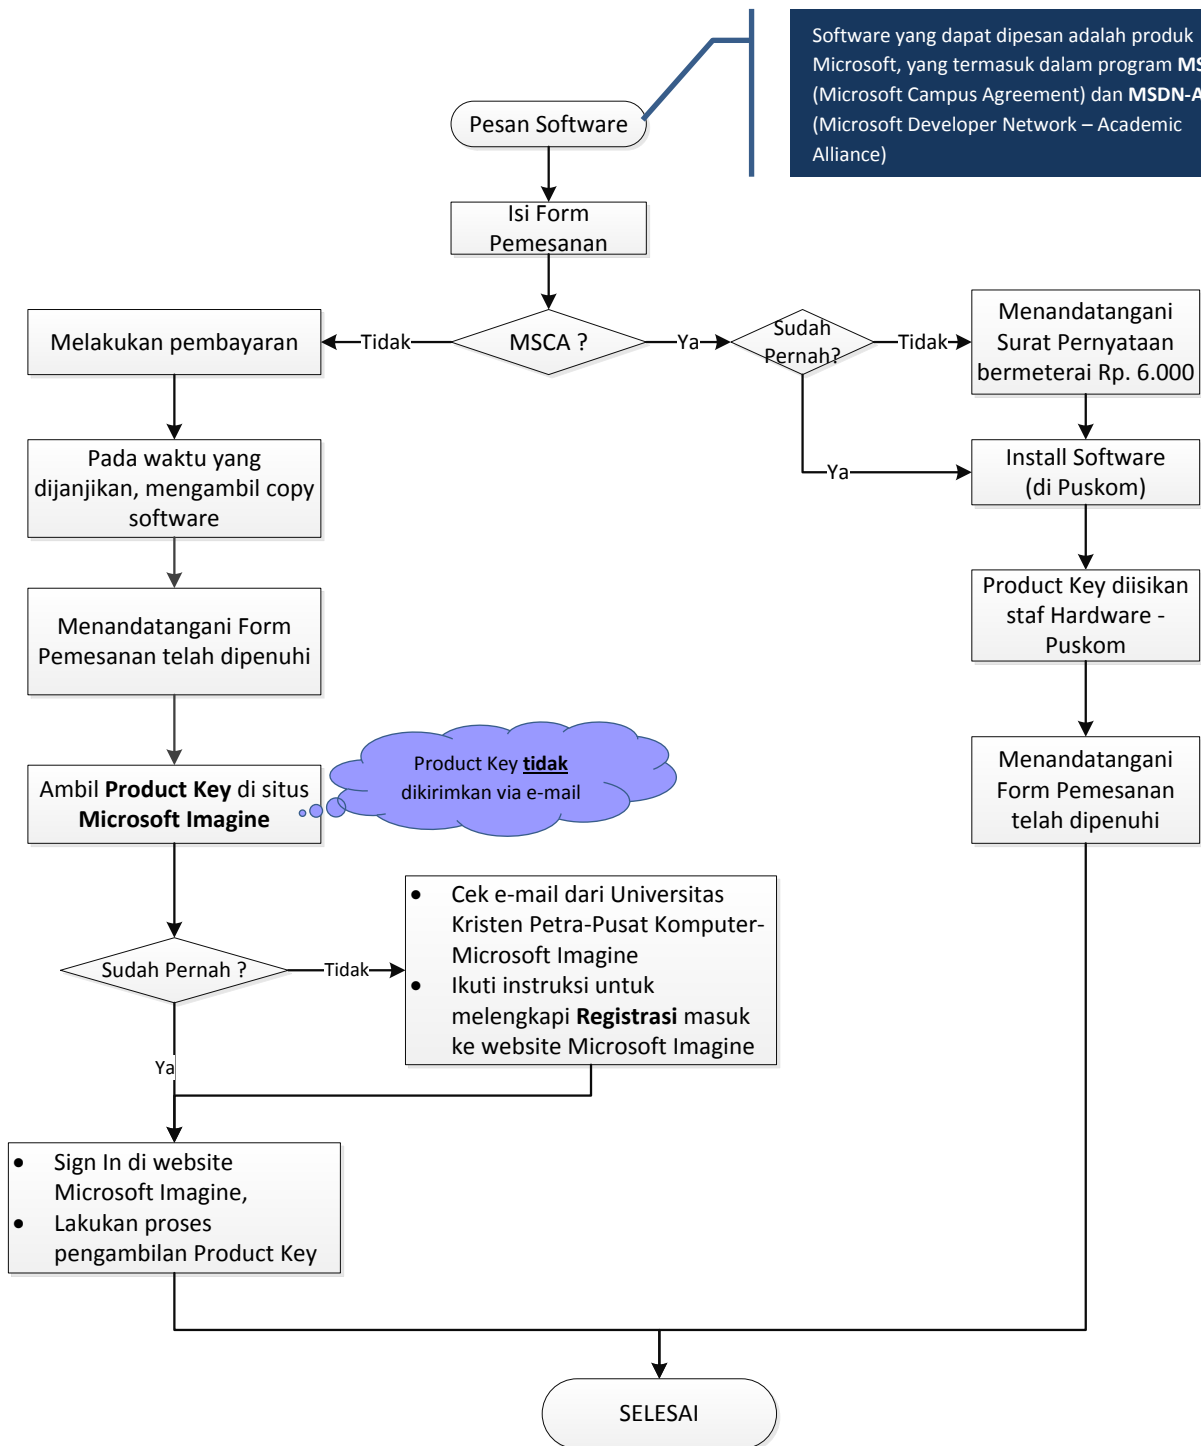 Software yang dapat dipesan adalah produk
Microsoft, yang termasuk dalam program
(Microsoft Campus Agreement) dan
(Microsoft Developer Network – Academic
Alliance)
Pesan Software
Isi Form
Pemesanan
MSCA ?
Tidak
Melakukan pembayaran
Ya
Sudah
Pernah?
Tidak
Menandatangani
Surat Pernyataan
bermeterai Rp. 6.000
Ya
Install Software
(di Puskom)
Pada waktu yang
dijanjikan, mengambil copy
software
Product Key diisikan
staf Hardware -
Puskom
Menandatangani Form
Pemesanan telah dipenuhi
Menandatangani
Form Pemesanan
telah dipenuhi
Ambil Product Key di situs
Microsoft Imagine
Product Key tidak
dikirimkan via e-mail
Sudah Pernah ?
Tidak
• Cek e-mail dari Universitas
Kristen Petra-Pusat Komputer-
Microsoft Imagine
• Ikuti instruksi untuk
melengkapi Registrasi masuk
ke website Microsoft Imagine
Ya
• Sign In di website
Microsoft Imagine,
• Lakukan proses
pengambilan Product Key
SELESAI